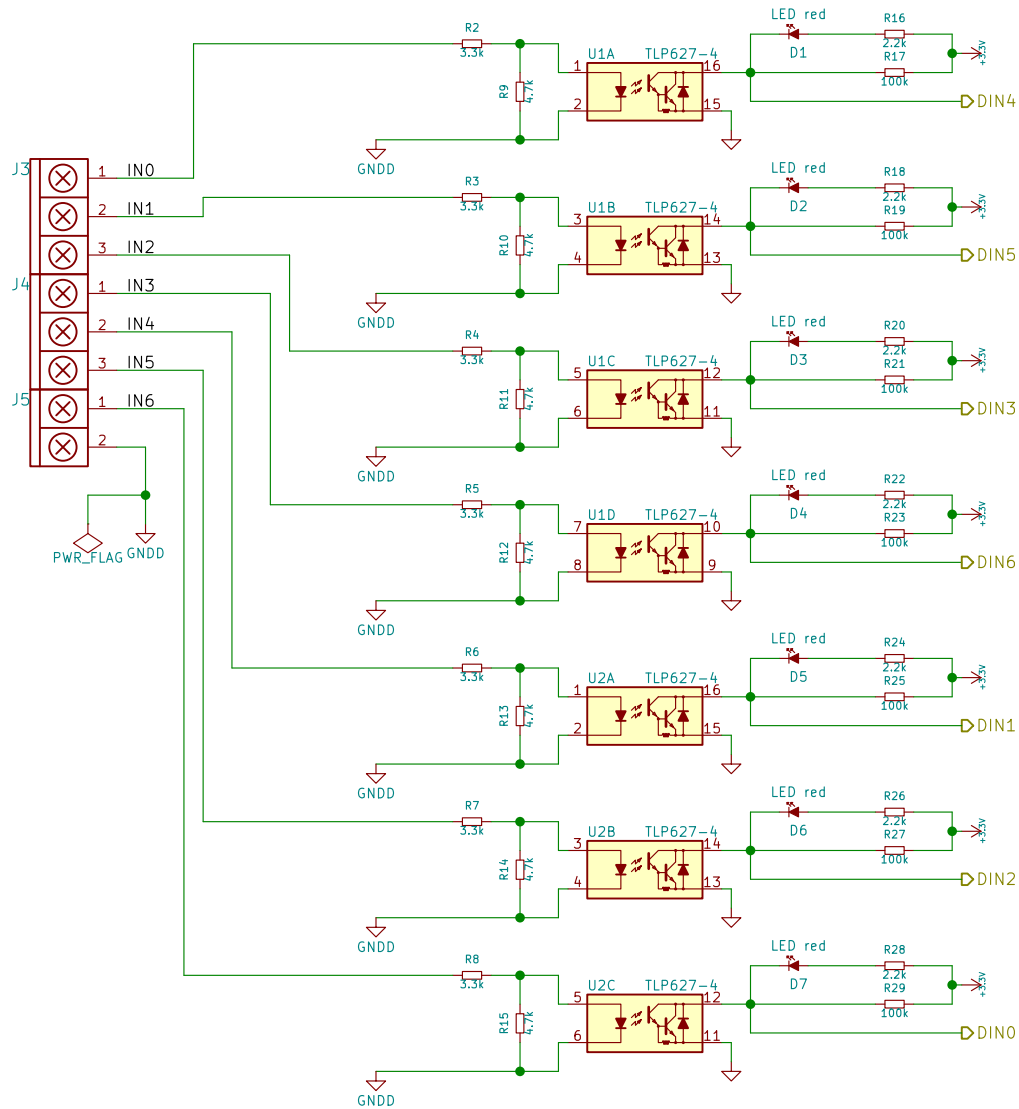 LED red
R16
2.2k
D1
R17
100k
+3.3V
DIN4
R2
3.3k
R9
4.7k
U1A TLP627-4
1
2
16
15
GNDD
J3
1 IN0
2 IN1
3 IN2
J4
1 IN3
2 IN4
3 IN5
J5
1 IN6
2
PWR_FLAG
GNDD
LED red
R18
2.2k
D2
R19
100k
+3.3V
DIN5
R3
3.3k
R10
4.7k
U1B TLP627-4
3
4
14
13
GNDD
LED red
R20
2.2k
D3
R21
100k
+3.3V
DIN3
R4
3.3k
R11
4.7k
U1C TLP627-4
5
6
12
11
GNDD
LED red
R22
2.2k
D4
R23
100k
+3.3V
DIN6
R5
3.3k
R12
4.7k
U1D TLP627-4
7
8
10
9
GNDD
LED red
R24
2.2k
D5
R25
100k
+3.3V
DIN1
R6
3.3k
R13
4.7k
U2A TLP627-4
1
2
16
15
GNDD
LED red
R26
2.2k
D6
R27
100k
+3.3V
DIN2
R7
3.3k
R14
4.7k
U2B TLP627-4
3
4
14
13
GNDD
LED red
R28
2.2k
D7
R29
100k
+3.3V
DIN0
R8
3.3k
R15
4.7k
U2C TLP627-4
5
6
12
11
GNDD